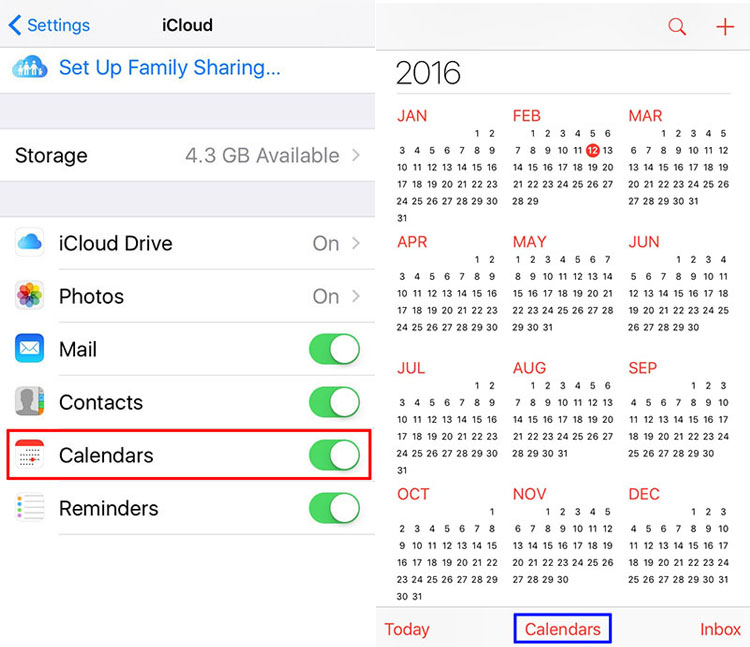 Settings
iCloud
Set Up Family Sharing...
Storage 4.3 GB Available
iCloud Drive On
Photos On
Mail
Contacts
Calendars
Reminders
2016
JAN
1 2
3 4 5 6 7 8 9
10 11 12 13 14 15 16
17 18 19 20 21 22 23
24 25 26 27 28 29 30
31
FEB
1 2 3 4 5 6
7 8 9 10 11 12 13
14 15 16 17 18 19 20
21 22 23 24 25 26 27
28 29
MAR
1 2 3 4 5
6 7 8 9 10 11 12
13 14 15 16 17 18 19
20 21 22 23 24 25 26
27 28 29 30 31
APR
1 2
3 4 5 6 7 8 9
10 11 12 13 14 15 16
17 18 19 20 21 22 23
24 25 26 27 28 29 30
MAY
1 2 3 4 5 6 7
8 9 10 11 12 13 14
15 16 17 18 19 20 21
22 23 24 25 26 27 28
29 30 31
JUN
1 2 3 4
5 6 7 8 9 10 11
12 13 14 15 16 17 18
19 20 21 22 23 24 25
26 27 28 29 30
JUL
1 2
3 4 5 6 7 8 9
10 11 12 13 14 15 16
17 18 19 20 21 22 23
24 25 26 27 28 29 30
31
AUG
1 2 3 4 5 6
7 8 9 10 11 12 13
14 15 16 17 18 19 20
21 22 23 24 25 26 27
28 29 30 31
SEP
1 2 3
4 5 6 7 8 9 10
11 12 13 14 15 16 17
18 19 20 21 22 23 24
25 26 27 28 29 30
OCT
1
2 3 4 5 6 7 8
9 10 11 12 13 14 15
16 17 18 19 20 21 22
23 24 25 26 27 28 29
30 31
NOV
1 2 3 4 5
6 7 8 9 10 11 12
13 14 15 16 17 18 19
20 21 22 23 24 25 26
27 28 29 30
DEC
1 2 3
4 5 6 7 8 9 10
11 12 13 14 15 16 17
18 19 20 21 22 23 24
25 26 27 28 29 30 31
Today
Calendars
Inbox